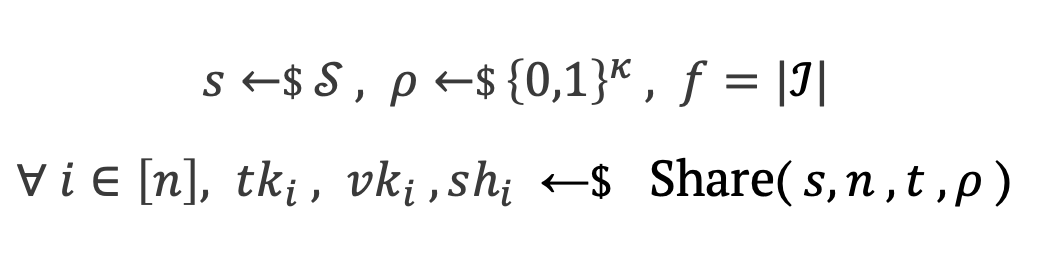 s ←$ 𝒮 , ρ ←$ {0,1}^κ , f = |ℐ|
∀ i ∈ [n], tk_i , vk_i ,sh_i ←$ Share( s,n ,t ,ρ )